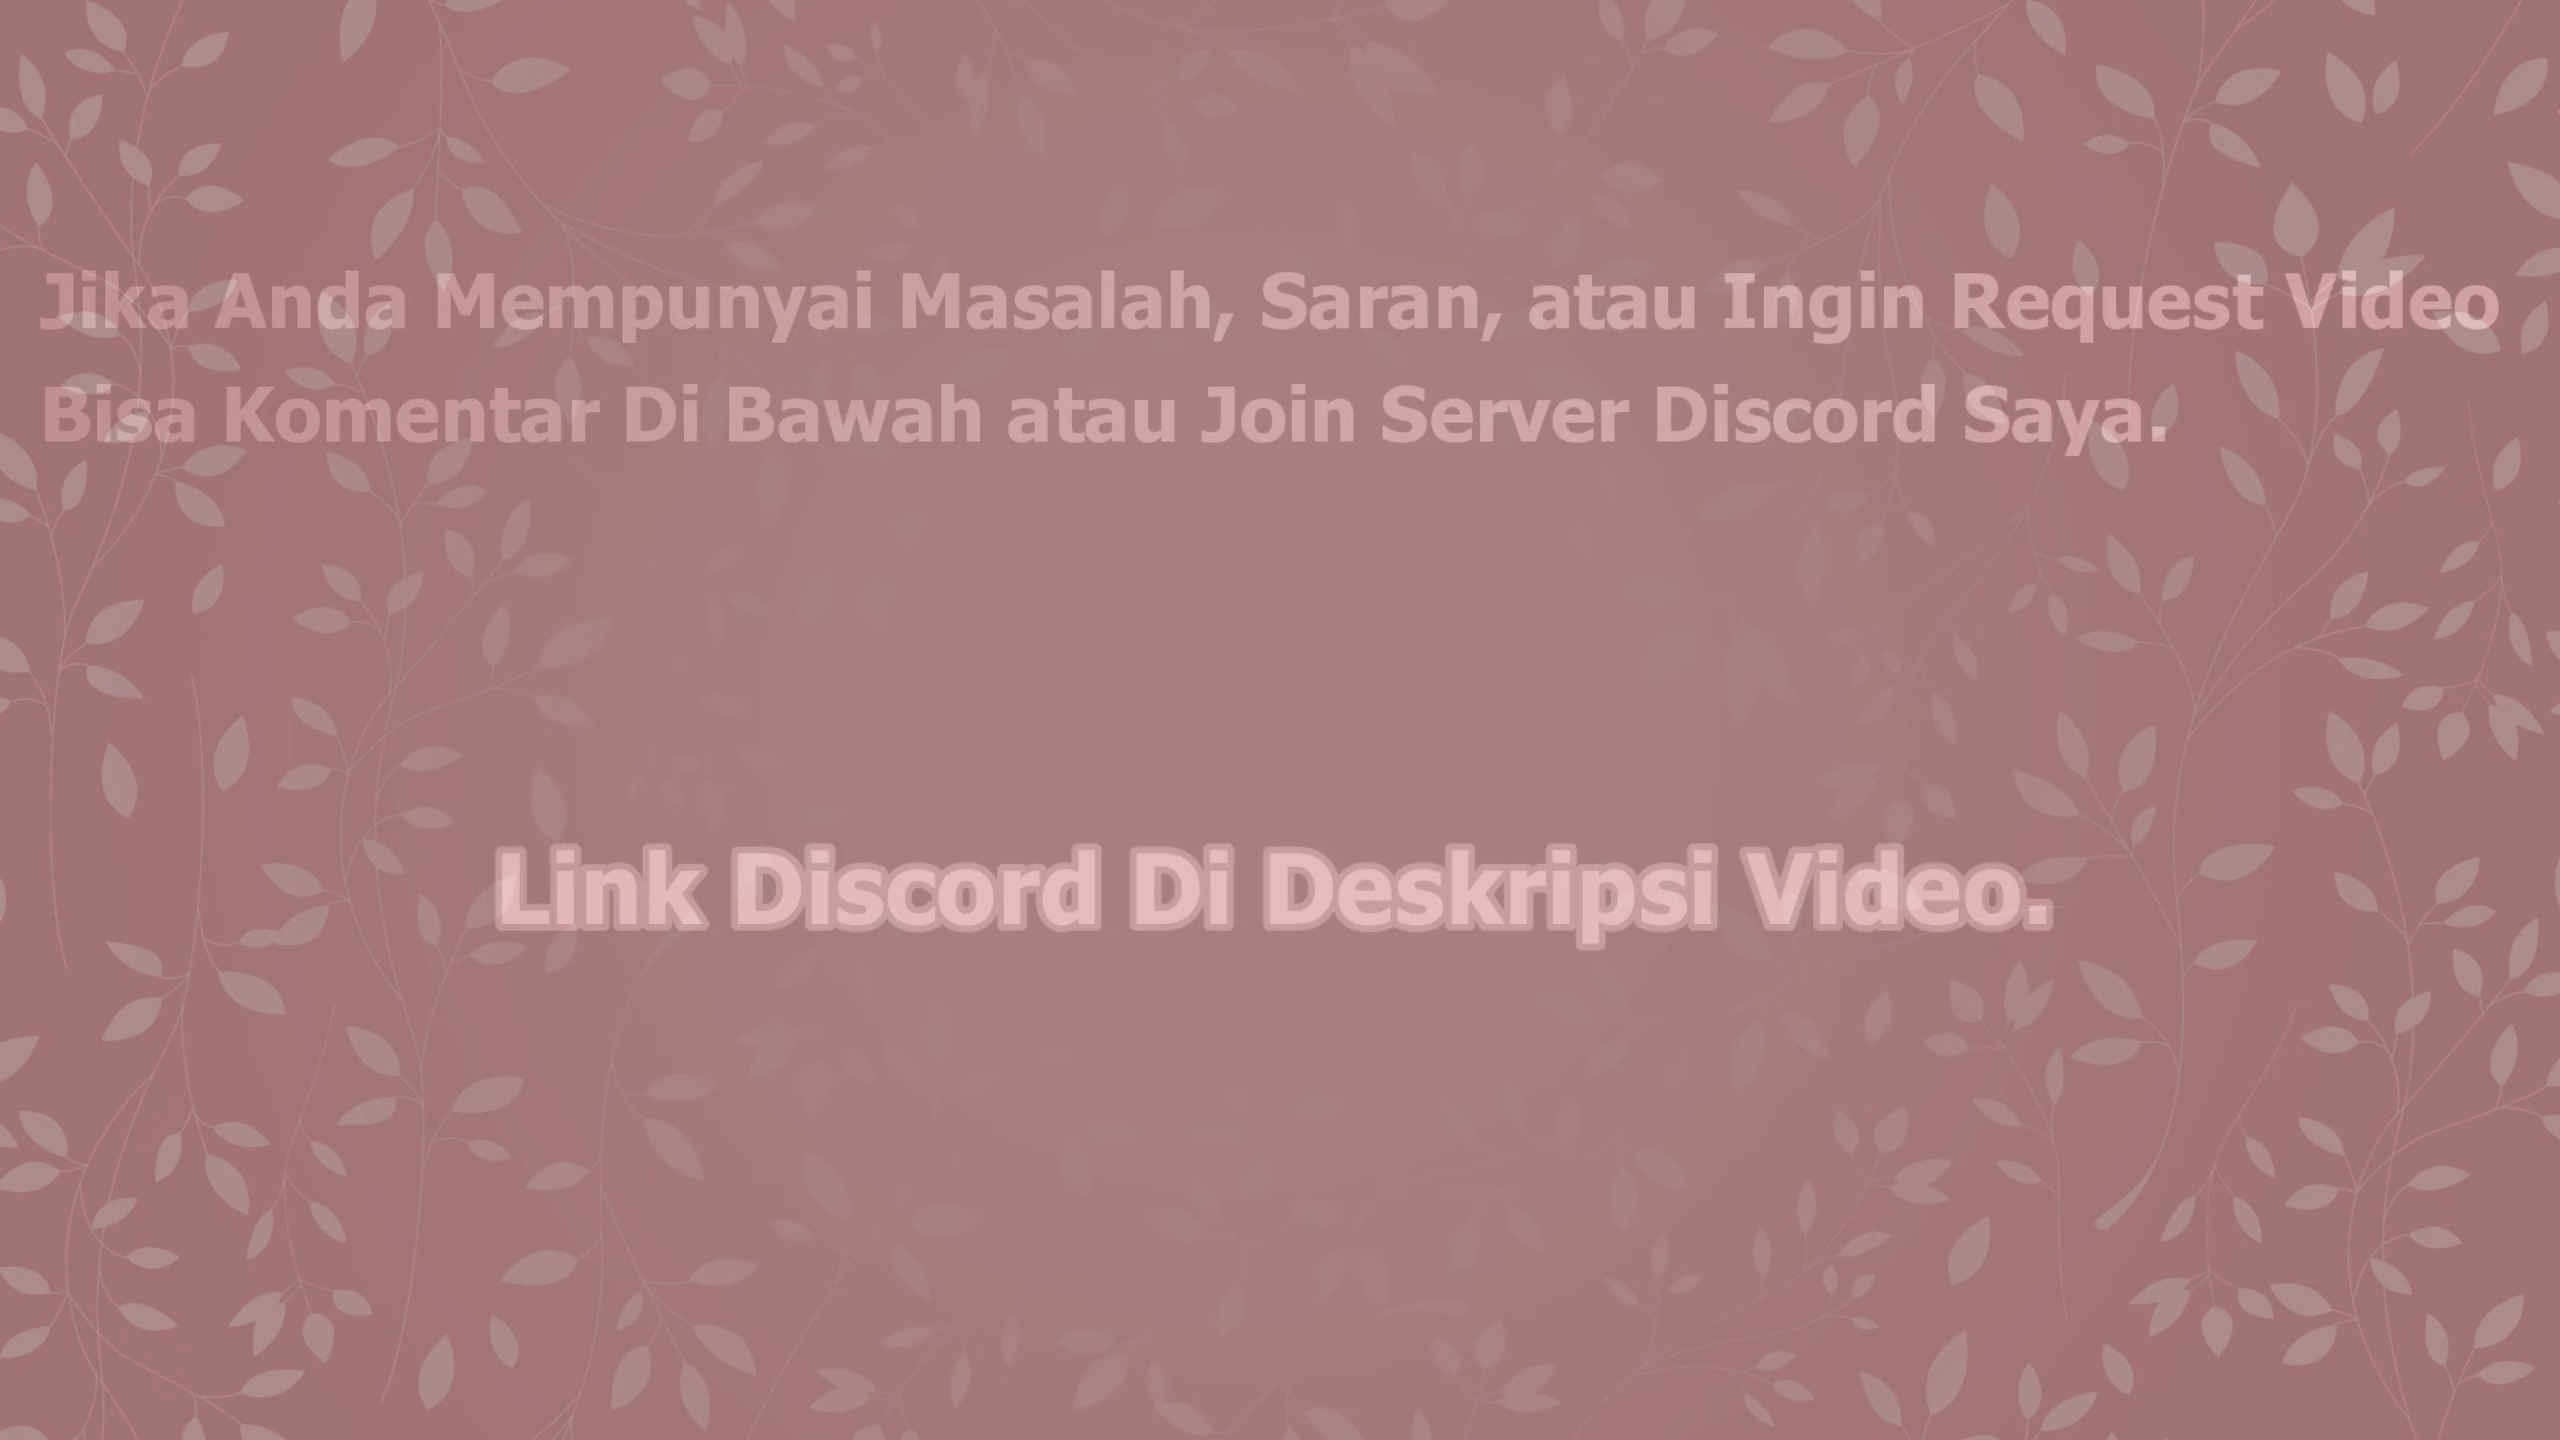 Jika Anda Mempunyai Masalah, Saran, atau Ingin Request Video
Bisa Komentar Di Bawah atau Join Server Discord Saya.
Link Discord Di Deskripsi Video.